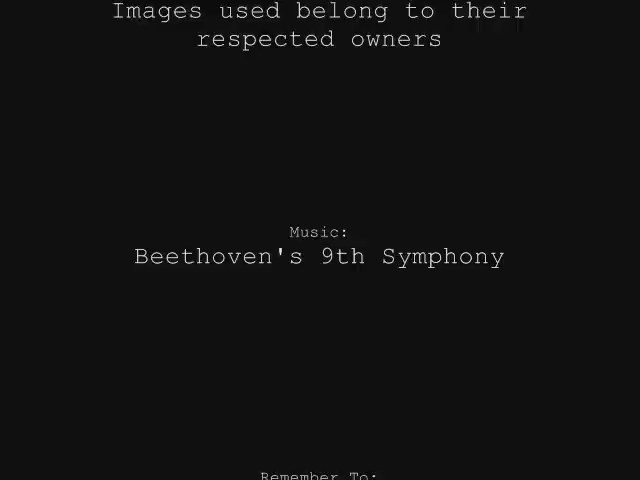 Images used belong to their
respected owners
Music:
Beethoven's 9th Symphony
Remember To: